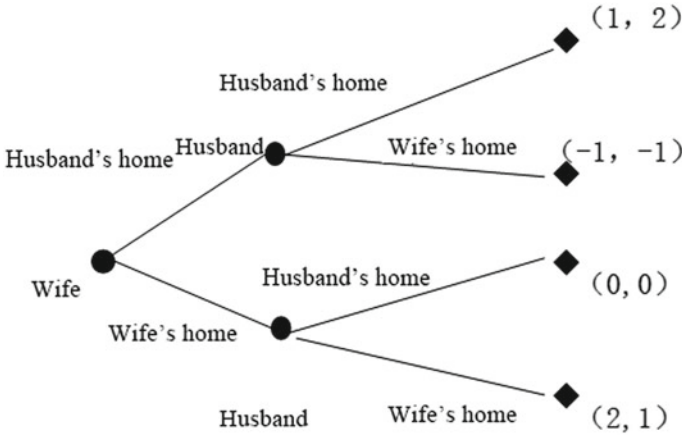 (1, 2)
Husband's home
Husband's home
Husband
Wife's home
(-1, -1)
Wife
Husband's home
(0,0)
Wife's home
Husband
Wife's home
(2,1)